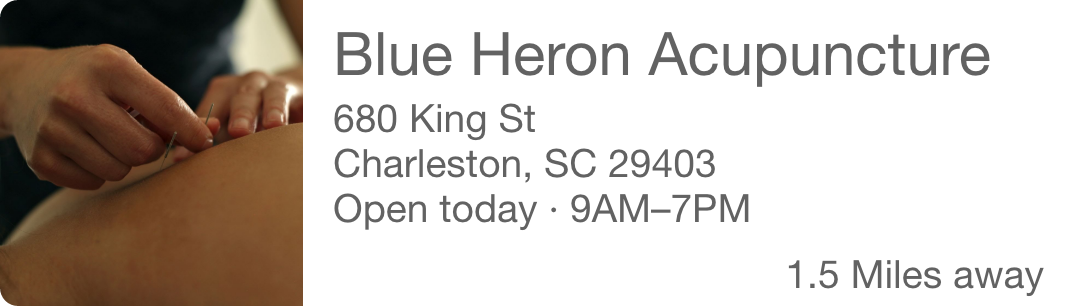 Blue Heron Acupuncture
680 King St
Charleston, SC 29403
Open today · 9AM–7PM
1.5 Miles away